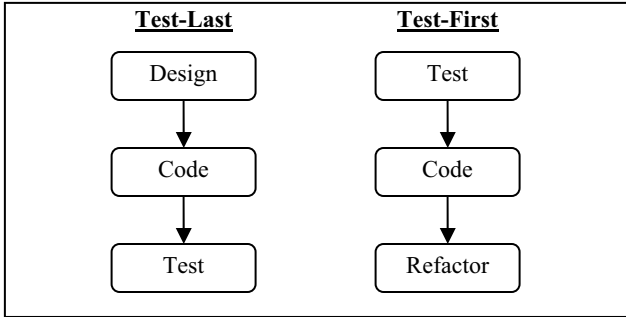 Test-Last
Test-First
Design
Test
Code
Code
Test
Refactor